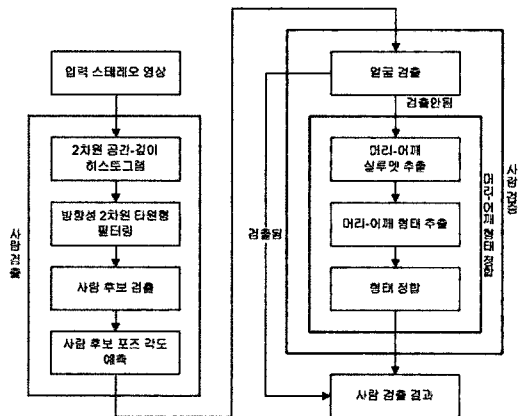 입력 스테레오 영상
2차원 공간-깊이
히스토그램
방향성 2차원 타원형
필터링
사람 후보 검출
사람 후보 포즈 각도
예측
사람 검출
얼굴 검출
검출안됨
머리-어깨
실루엣 추출
머리-어깨 형태 추출
형태 정합
머리-어깨 형태 정합
사람 검증
검출됨
사람 검출 결과